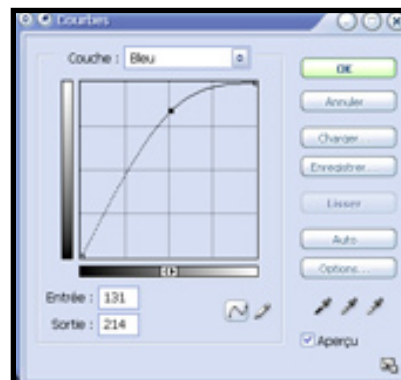 Courbes
Couche : Bleu
OK
Annuler
Charger...
Enregistrer...
Lisser
Auto
Options...
Entrée : 131
Sortie : 214
Aperçu